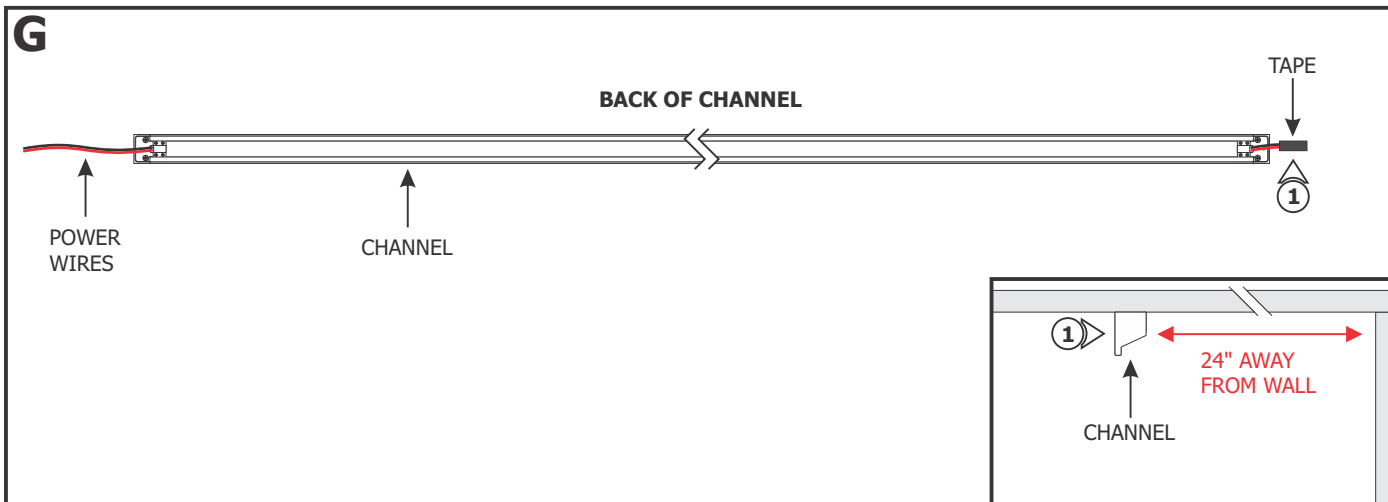 G
BACK OF CHANNEL
TAPE
1
POWER
WIRES
CHANNEL
1
24" AWAY
FROM WALL
CHANNEL